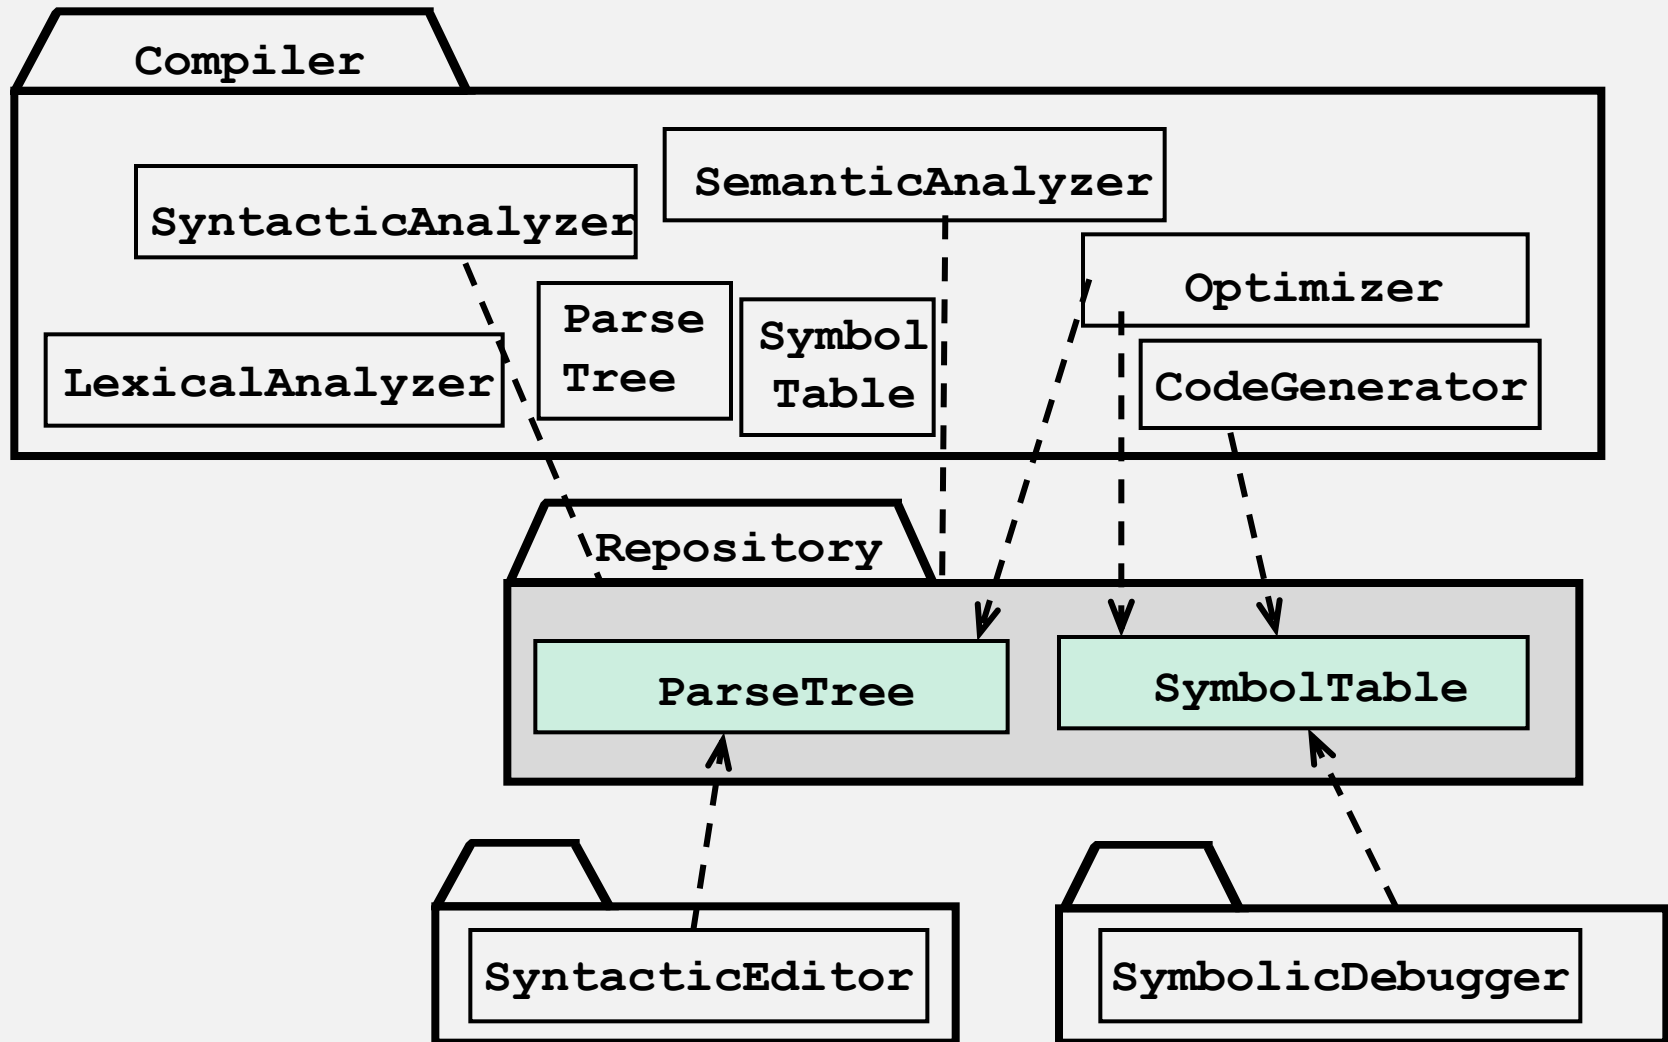 Compiler
SemanticAnalyzer
SyntacticAnalyzer
Optimizer
Parse
Tree
Symbol
Table
LexicalAnalyzer
CodeGenerator
Repository
ParseTree
SymbolTable
SyntacticEditor
SymbolicDebugger